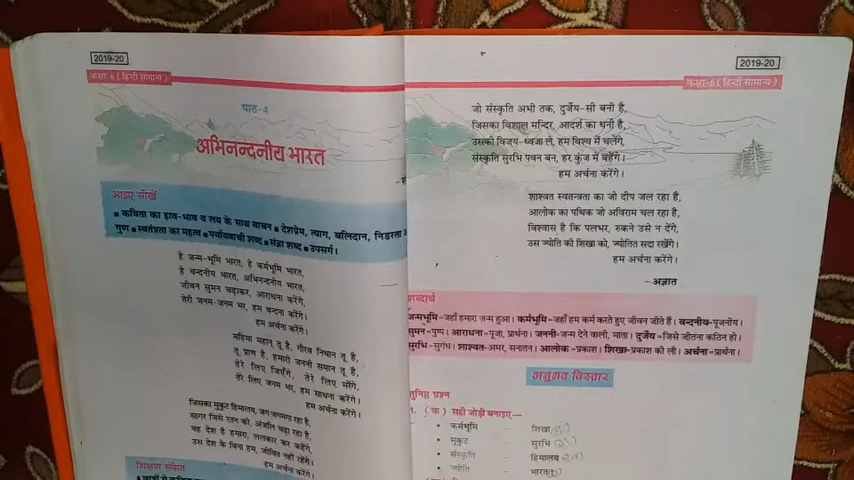 2019-20
कक्षा-6 ( हिन्दी सामान्य )
पाठ-4
अभिनन्दनीय भारत
आइए सीखें
■ कविता का हाव-भाव व लय के साथ वाचन ■ देशप्रेम, त्याग, बलिदान, निडरता
गुण ■ स्वतंत्रता का महत्व ■ पर्यायवाची शब्द ■ संज्ञा शब्द ■ उपसर्ग।
हे जन्म-भूमि भारत, हे कर्मभूमि भारत,
हे वन्दनीय भारत, अभिनन्दनीय भारत,
जीवन सुमन चढ़ाकर, आराधना करेंगे,
तेरी जनम-जनम भर, हम वन्दना करेंगे।
हम अर्चना करेंगे।
महिमा महान् तू है, गौरव निधान तू है,
तू प्राण है, हमारी जननी समान तू है,
तेरे लिए जिएँगे, तेरे लिए मरेंगे,
तेरे लिए जनम भर, हम साधना करेंगे।
हम अर्चना करेंगे।
जिसका मुकुट हिमालय, जग जगमगा रहा है,
सागर जिसे रतन की, अंजलि चढ़ा रहा है,
वह देश है हमारा, ललकार कर कहेंगे,
उस देश के बिना हम, जीवित नहीं रहेंगे।
हम अर्चना करेंगे।
शिक्षण संकेत
2019-20
कक्षा-6 ( हिन्दी सामान्य )
जो संस्कृति अभी तक, दुर्जेय-सी बनी है,
जिसका विशाल मन्दिर, आदर्श का धनी है,
उसकी विजय-ध्वजा ले, हम विश्व में चलेंगे,
संस्कृति सुरभि पवन बन, हर कुंज में बहेंगे।
हम अर्चना करेंगे।
शाश्वत स्वतन्त्रता का जो दीप जल रहा है,
आलोक का पथिक जो अविराम चल रहा है,
विश्वास है कि पलभर, रुकने उसे न देंगे,
उस ज्योति की शिखा को, ज्योतित सदा रखेंगे।
हम अर्चना करेंगे।
- अज्ञात
शब्दार्थ
जन्मभूमि-जहाँ हमारा जन्म हुआ। कर्मभूमि-जहाँ हम कर्म करते हुए जीवन जीते हैं। वन्दनीय-पूजनीय।
सुमन-पुष्प। आराधना-पूजा, प्रार्थना। जननी-जन्म देने वाली, माता। दुर्जेय-जिसे जीतना कठिन हो।
सुरभि-सुगंध। शाश्वत-अमर, सनातन। आलोक-प्रकाश। शिखा-प्रकाश की लौ। अर्चना-प्रार्थना।
अनुभव विस्तार
तुनिष्ठ प्रश्न
1. (क) सही जोड़ी बनाइए—
• कर्मभूमि - शिखा
• मुकुट - सुरभि
• संस्कृति - हिमालय
• ज्योति - भारत